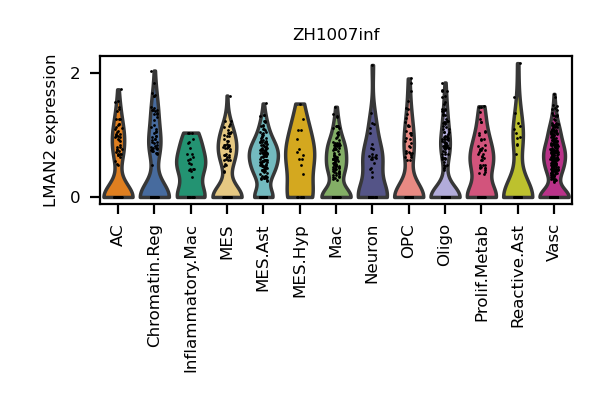 ZH1007inf
LMAN2 expression
2
0
AC
Chromatin.Reg
Inflammatory.Mac
MES
MES.Ast
MES.Hyp
Mac
Neuron
OPC
Oligo
Prolif.Metab
Reactive.Ast
Vasc